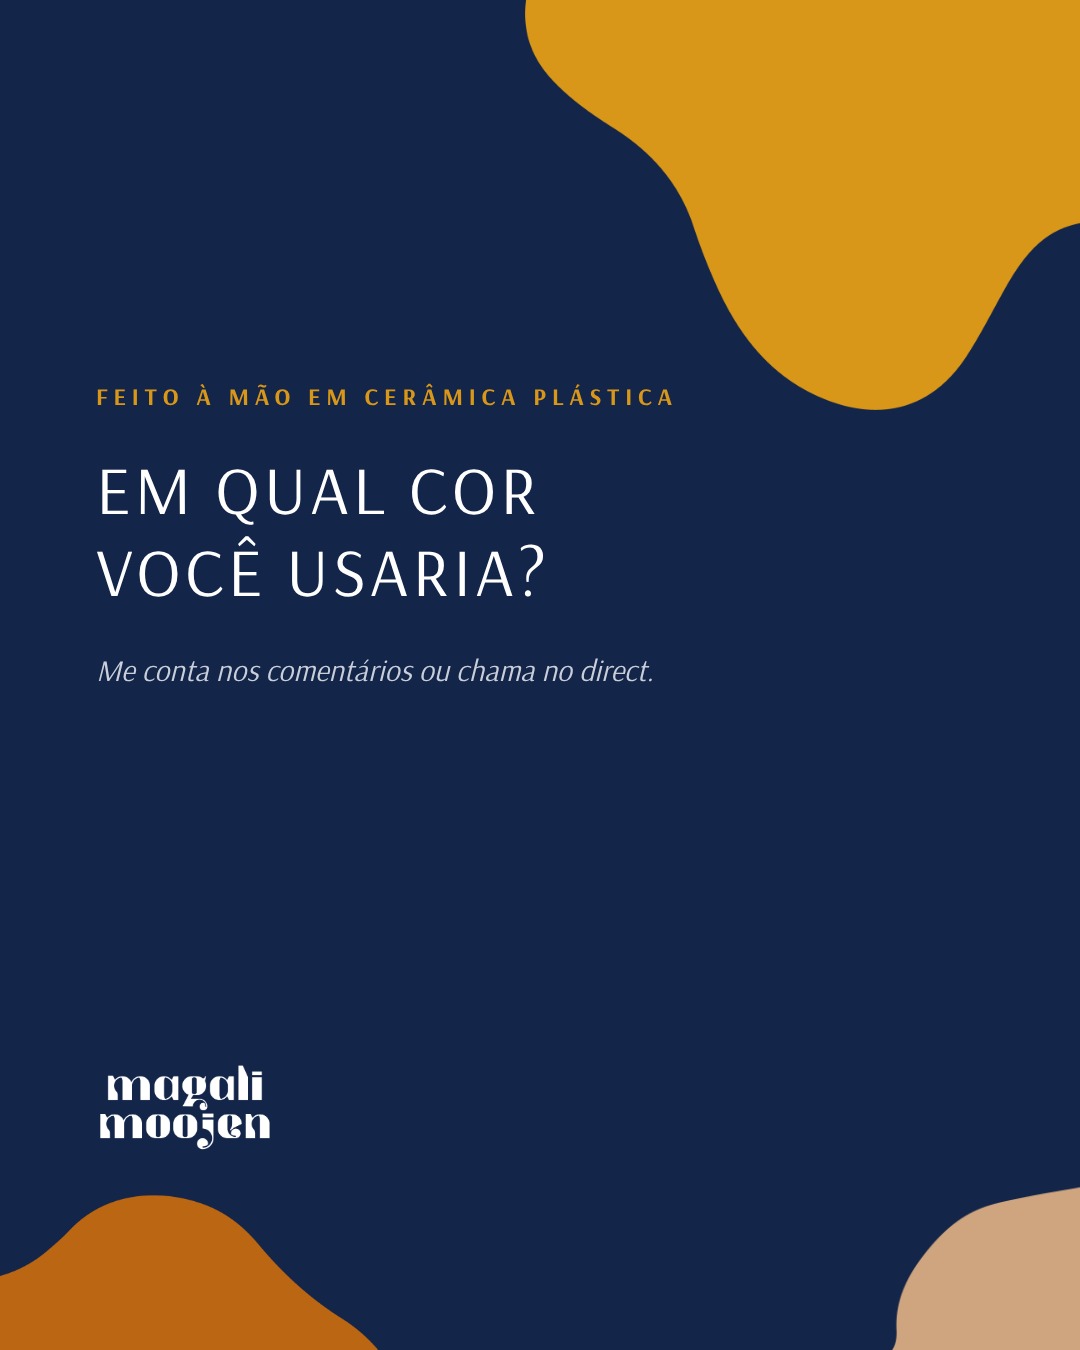 FEITO À MÃO EM CERÂMICA PLÁSTICA
EM QUAL COR
VOCÊ USARIA?
Me conta nos comentários ou chama no direct.
magali
moojen